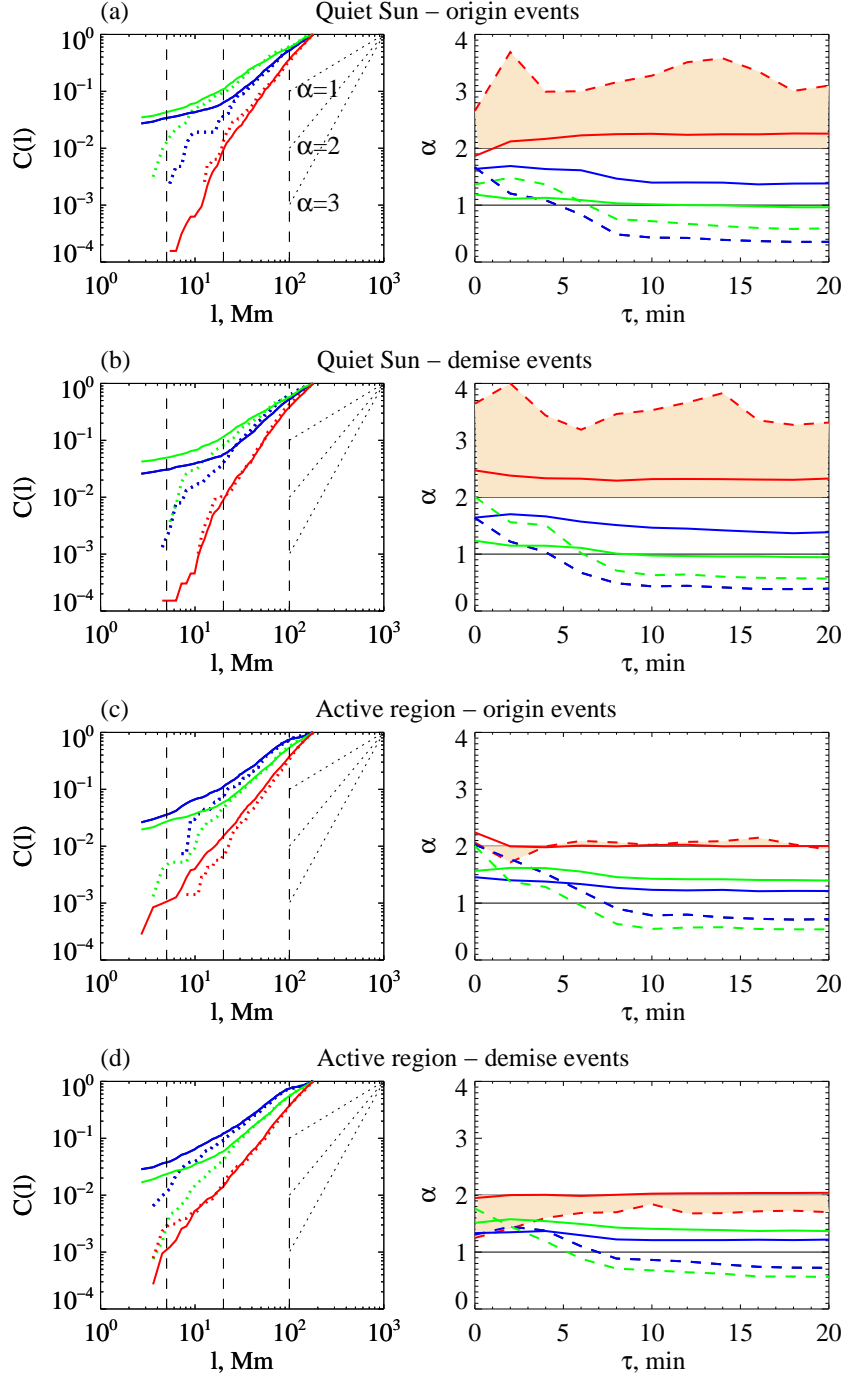 (a) Quiet Sun – origin events
10⁰
10⁻¹
10⁻²
10⁻³
10⁻⁴
C(l)
α=1
α=2
α=3
10⁰ 10¹ 10² 10³
l, Mm
4
3
2
1
0
α
0 5 10 15 20
τ, min
(b) Quiet Sun – demise events
10⁰
10⁻¹
10⁻²
10⁻³
10⁻⁴
C(l)
10⁰ 10¹ 10² 10³
l, Mm
4
3
2
1
0
α
0 5 10 15 20
τ, min
(c) Active region – origin events
10⁰
10⁻¹
10⁻²
10⁻³
10⁻⁴
C(l)
10⁰ 10¹ 10² 10³
l, Mm
4
3
2
1
0
α
0 5 10 15 20
τ, min
(d) Active region – demise events
10⁰
10⁻¹
10⁻²
10⁻³
10⁻⁴
C(l)
10⁰ 10¹ 10² 10³
l, Mm
4
3
2
1
0
α
0 5 10 15 20
τ, min